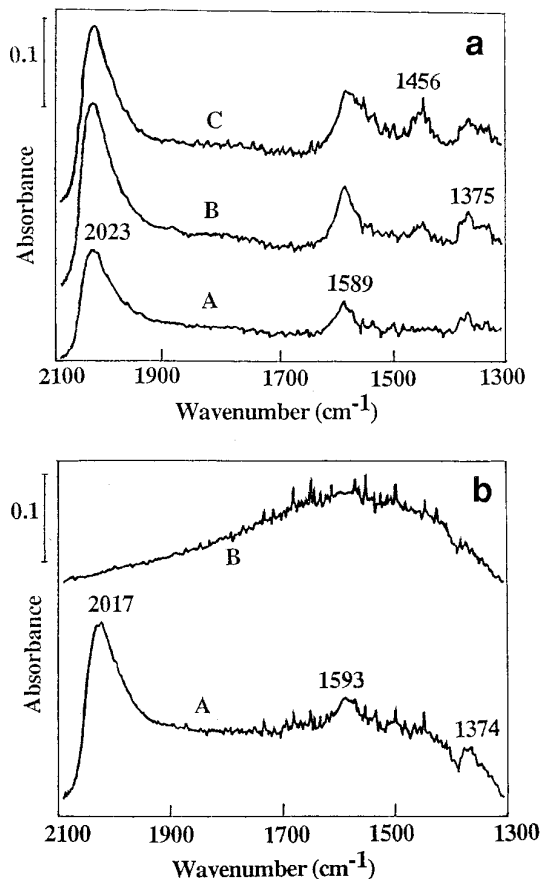 a
0.1
1456
C
B
1375
2023
1589
A
Absorbance
2100 1900 1700 1500 1300
Wavenumber (cm-1)
b
0.1
B
2017
1593
A
1374
Absorbance
2100 1900 1700 1500 1300
Wavenumber (cm-1)